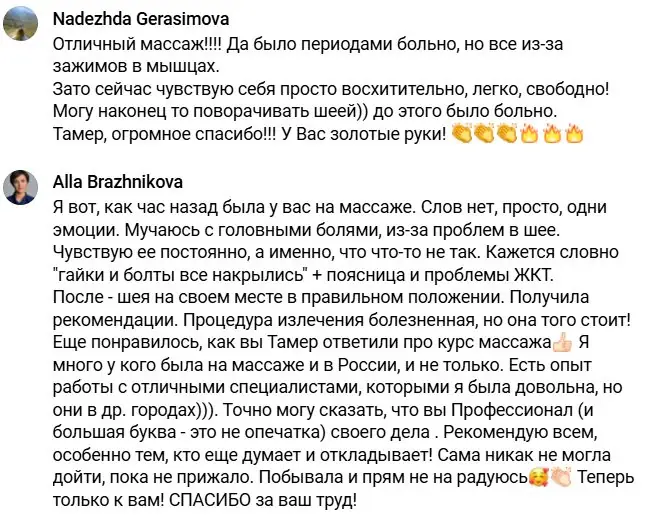 Nadezhda Gerasimova
Отличный массаж!!!! Да было периодами больно, но все из-за
зажимов в мышцах.
Зато сейчас чувствую себя просто восхитительно, легко, свободно!
Могу наконец то поворачивать шеей)) до этого было больно.
Тамер, огромное спасибо!!! У Вас золотые руки! 👏👏👏🔥🔥🔥
Alla Brazhnikova
Я вот, как час назад была у вас на массаже. Слов нет, просто, одни
эмоции. Мучаюсь с головными болями, из-за проблем в шее.
Чувствую ее постоянно, а именно, что что-то не так. Кажется словно
"гайки и болты все накрылись" + поясница и проблемы ЖКТ.
После - шея на своем месте в правильном положении. Получила
рекомендации. Процедура излечения болезненная, но она того стоит!
Еще понравилось, как вы Тамер ответили про курс массажа👍🏻 Я
много у кого была на массаже и в России, и не только. Есть опыт
работы с отличными специалистами, которыми я была довольна, но
они в др. городах))). Точно могу сказать, что вы Профессионал (и
большая буква - это не опечатка) своего дела . Рекомендую всем,
особенно тем, кто еще думает и откладывает! Сама никак не могла
дойти, пока не прижало. Побывала и прям не на радуюсь🥰👏🏻 Теперь
только к вам! СПАСИБО за ваш труд!